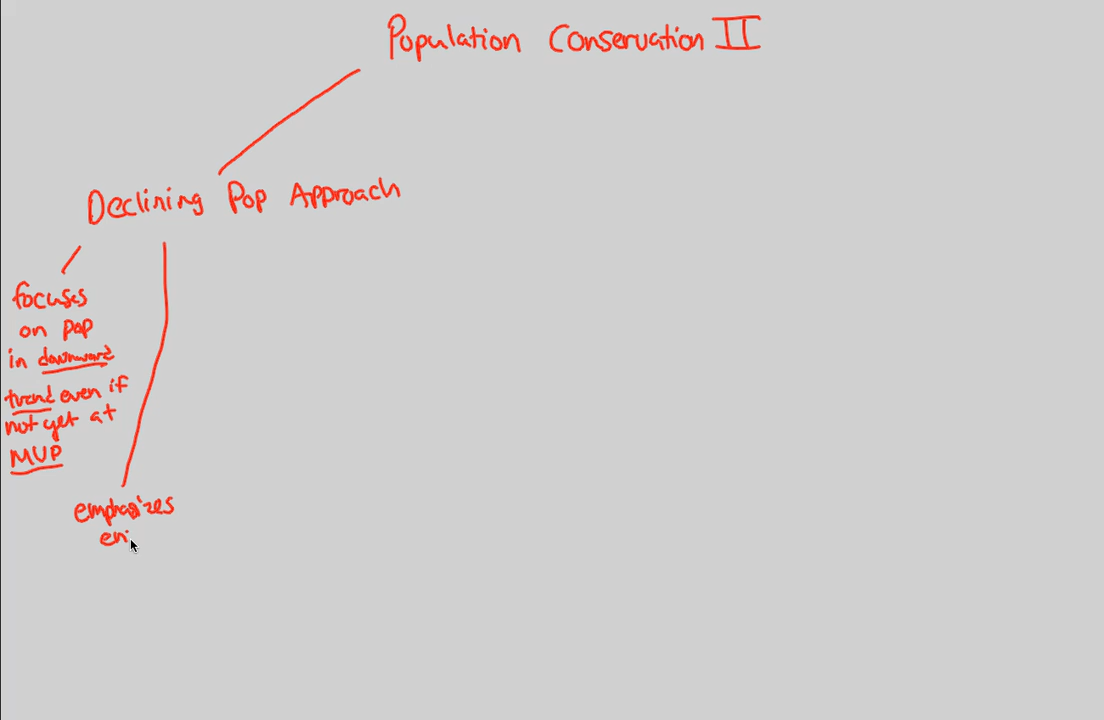 Population Conservation II
Declining Pop Approach
focuses
on pop
in downward
trend even if
not yet at
MVP
emphasizes
en